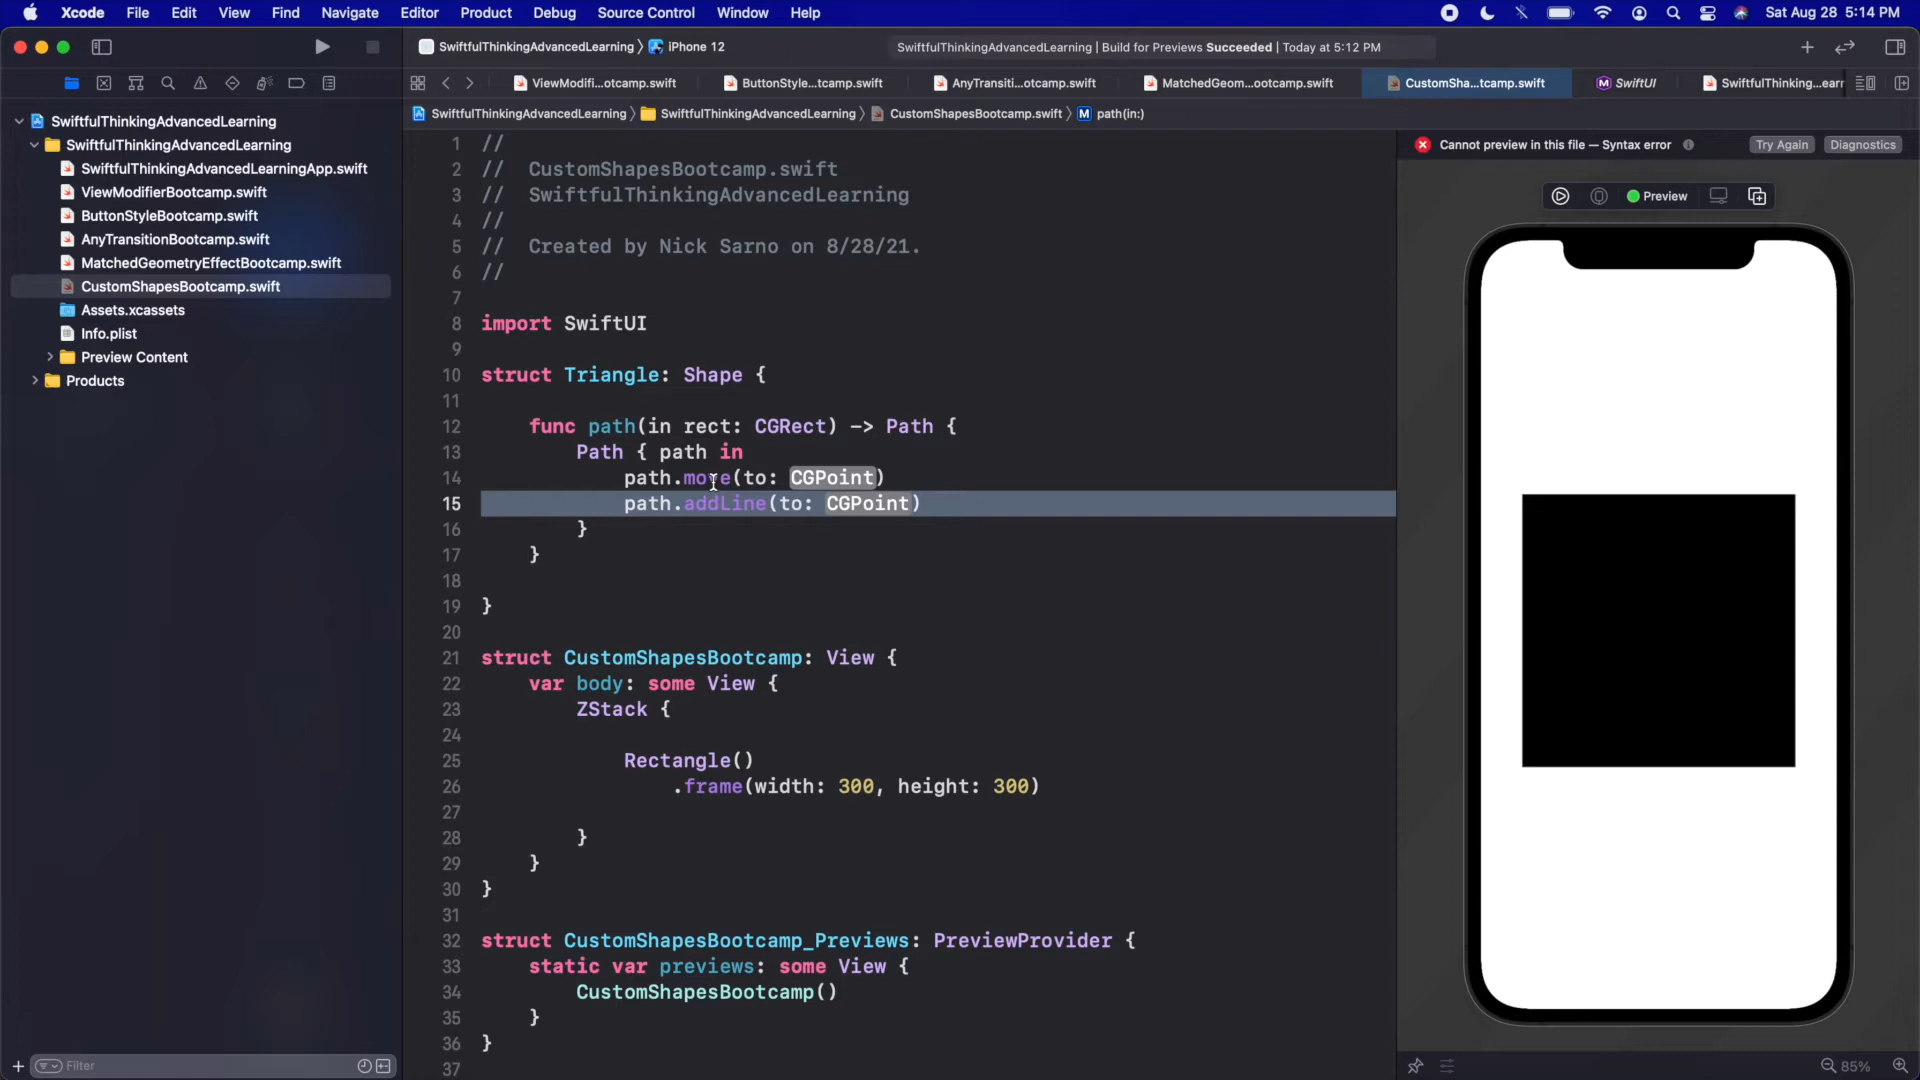 Xcode File Edit View Find Navigate Editor Product Debug Source Control Window Help Sat Aug 28 5:14 PM
SwiftfulThinkingAdvancedLearning iPhone 12 SwiftfulThinkingAdvancedLearning | Build for Previews Succeeded | Today at 5:12 PM
ViewModifi...otcamp.swift ButtonStyle...tcamp.swift AnyTransiti...otcamp.swift MatchedGeom...ootcamp.swift CustomSha...tcamp.swift SwiftUI SwiftfulThinking...earr
SwiftfulThinkingAdvancedLearning SwiftfulThinkingAdvancedLearning CustomShapesBootcamp.swift M path(in:)
SwiftfulThinkingAdvancedLearning
SwiftfulThinkingAdvancedLearning
SwiftfulThinkingAdvancedLearningApp.swift
ViewModifierBootcamp.swift
ButtonStyleBootcamp.swift
AnyTransitionBootcamp.swift
MatchedGeometryEffectBootcamp.swift
CustomShapesBootcamp.swift
Assets.xcassets
Info.plist
Preview Content
Products
Filter
1 //
2 // CustomShapesBootcamp.swift
3 // SwiftfulThinkingAdvancedLearning
4 //
5 // Created by Nick Sarno on 8/28/21.
6 //
7
8 import SwiftUI
9
10 struct Triangle: Shape {
11
12 func path(in rect: CGRect) -> Path {
13 Path { path in
14 path.move(to: CGPoint)
15 path.addLine(to: CGPoint)
16 }
17 }
18
19 }
20
21 struct CustomShapesBootcamp: View {
22 var body: some View {
23 ZStack {
24
25 Rectangle()
26 .frame(width: 300, height: 300)
27
28 }
29 }
30 }
31
32 struct CustomShapesBootcamp_Previews: PreviewProvider {
33 static var previews: some View {
34 CustomShapesBootcamp()
35 }
36 }
37
Cannot preview in this file — Syntax error Try Again Diagnostics
Preview
85%